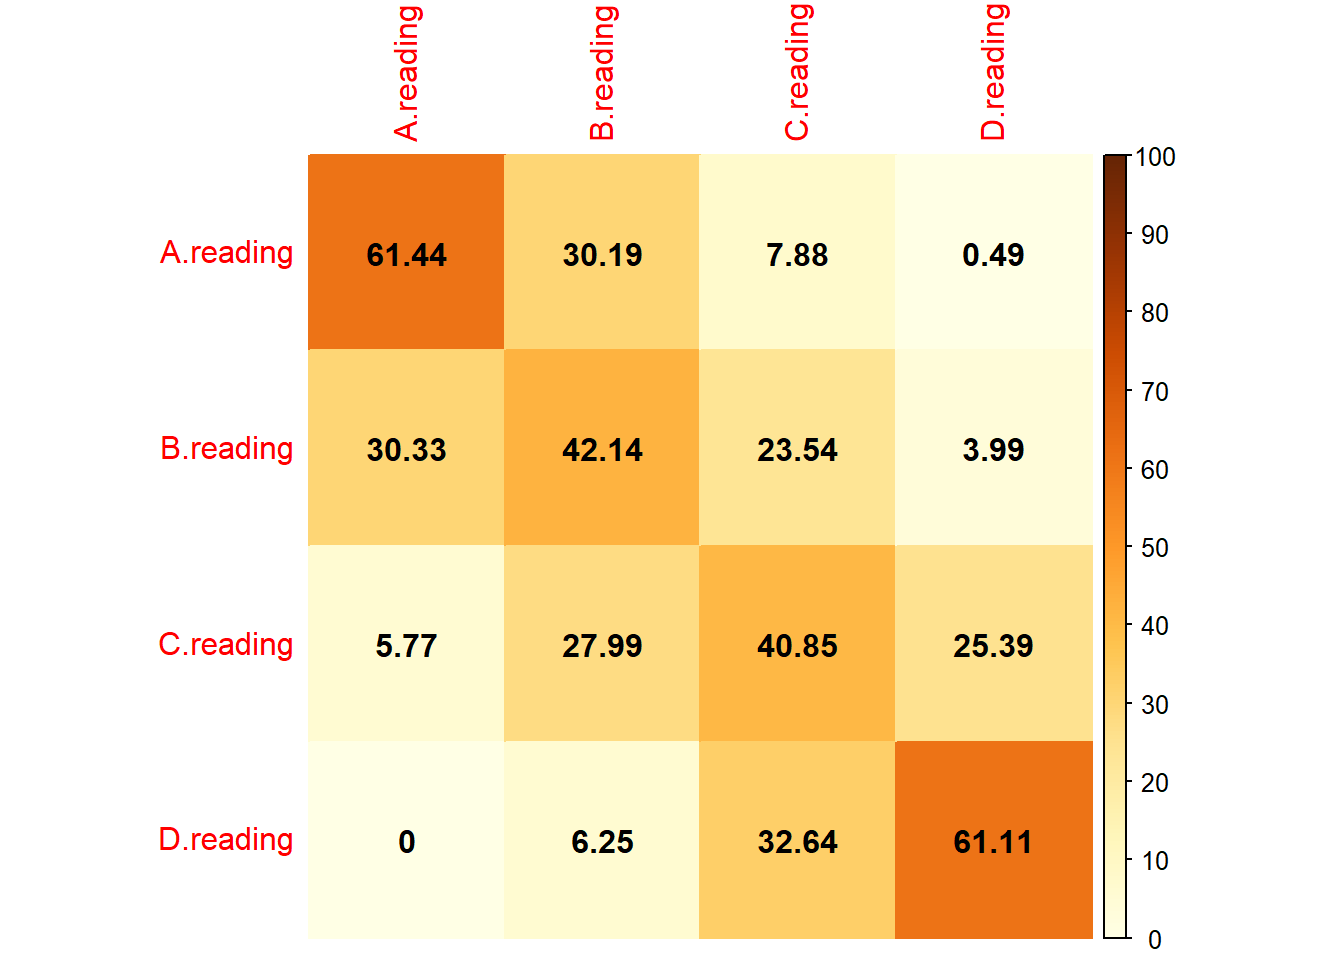 A.reading B.reading C.reading D.reading
100
A.reading 61.44 30.19 7.88 0.49
90
80
70
B.reading 30.33 42.14 23.54 3.99
60
50
40
C.reading 5.77 27.99 40.85 25.39
30
20
D.reading 0 6.25 32.64 61.11
10
0